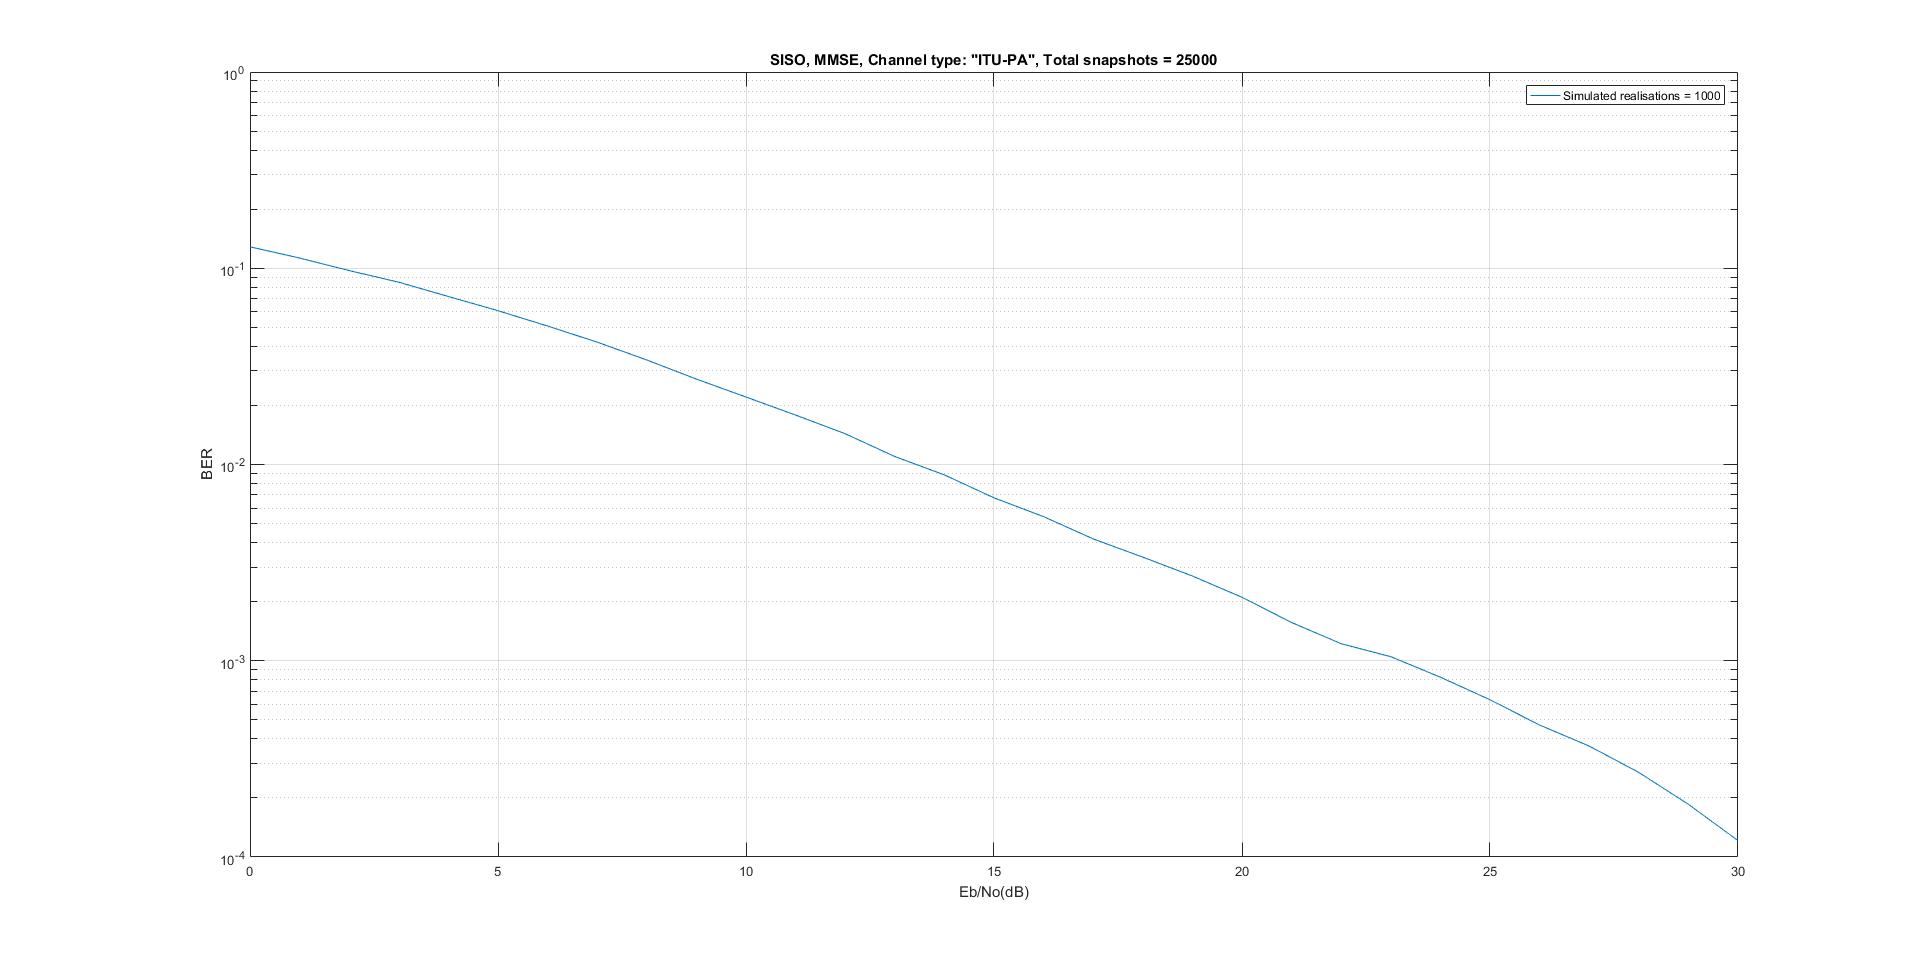 SISO, MMSE, Channel type: "ITU-PA", Total snapshots = 25000
Simulated realisations = 1000
10^0
10^-1
10^-2
10^-3
10^-4
BER
0 5 10 15 20 25 30
Eb/No(dB)